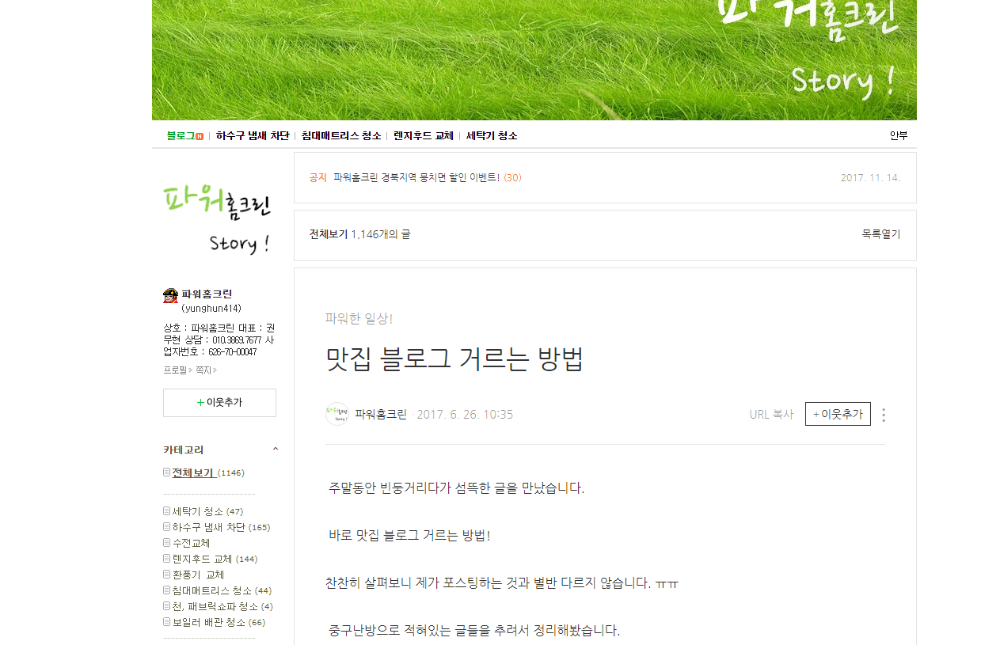 파워홈크린
Story !
블로그 하수구 냄새 차단 침대매트리스 청소 렌지후드 교체 세탁기 청소 안부
공지 파워홈크린 경북지역 뭉치면 할인 이벤트! (30) 2017. 11. 14.
전체보기 1,146개의 글 목록열기
파워홈크린
Story !
파워홈크린
(yunghun414)
상호 : 파워홈크린 대표 : 권
무현 상담 : 010.3869.7677 사
업자번호 : 626-70-00047
프로필 쪽지
+ 이웃추가
카테고리
전체보기 (1146)
세탁기 청소 (47)
하수구 냄새 차단 (165)
수전교체
렌지후드 교체 (144)
환풍기 교체
침대매트리스 청소 (44)
천, 패브릭쇼파 청소 (4)
보일러 배관 청소 (66)
파워한 일상!
맛집 블로그 거르는 방법
파워홈크린 · 2017. 6. 26. 10:35 URL 복사 + 이웃추가
주말동안 빈둥거리다가 섬뜩한 글을 만났습니다.
바로 맛집 블로그 거르는 방법!
찬찬히 살펴보니 제가 포스팅하는 것과 별반 다르지 않습니다. ㅠㅠ
중구난방으로 적혀있는 글들을 추려서 정리해봤습니다.